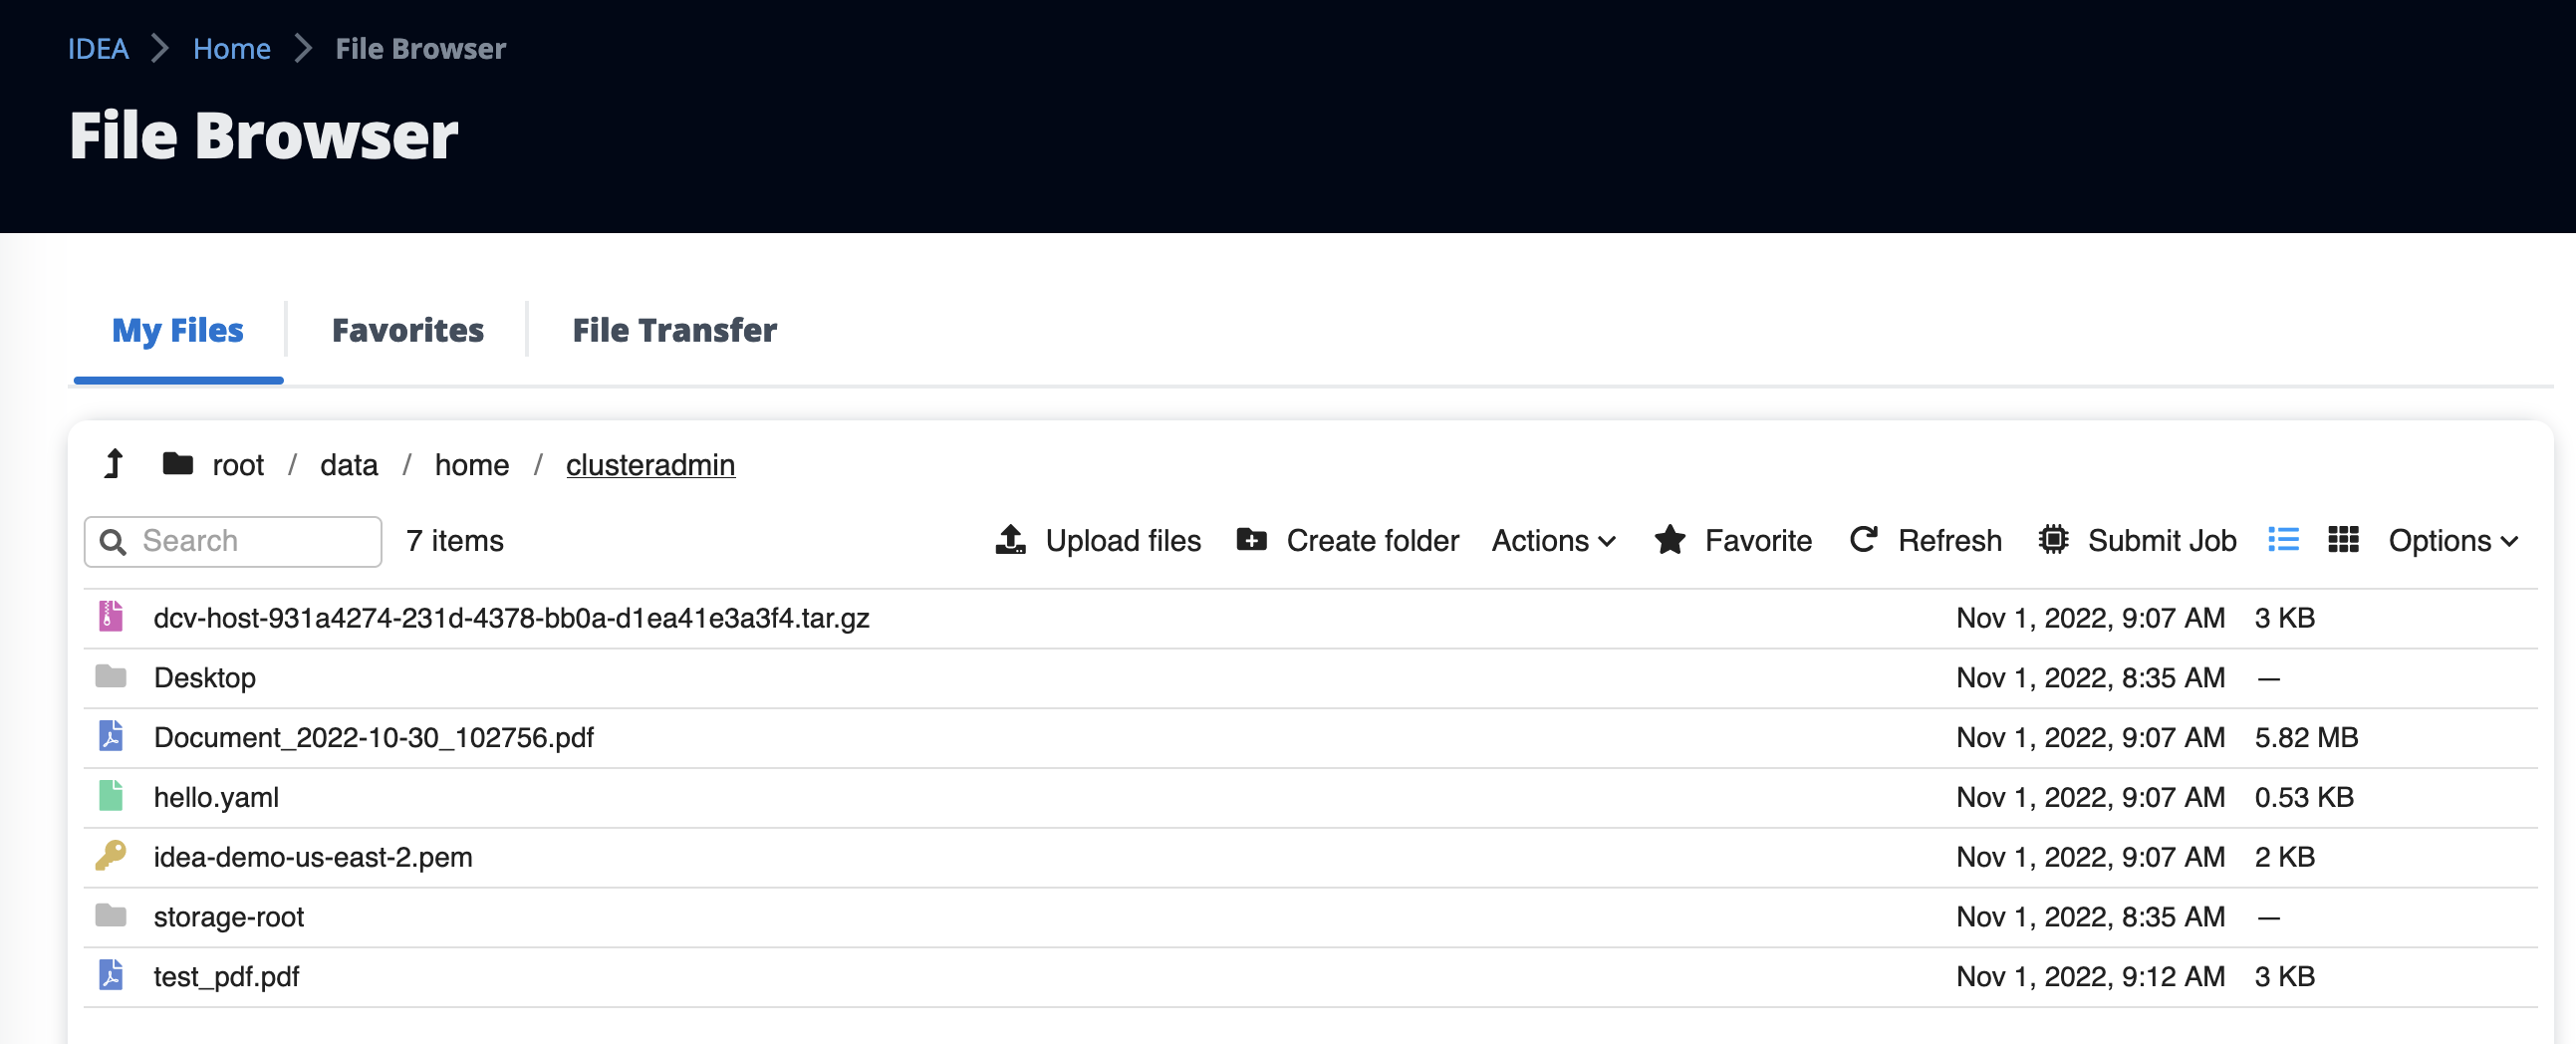 IDEA > Home > File Browser
File Browser
My Files Favorites File Transfer
root / data / home / clusteradmin
Search 7 items Upload files Create folder Actions Favorite Refresh Submit Job Options
dcv-host-931a4274-231d-4378-bb0a-d1ea41e3a3f4.tar.gz Nov 1, 2022, 9:07 AM 3 KB
Desktop Nov 1, 2022, 8:35 AM —
Document_2022-10-30_102756.pdf Nov 1, 2022, 9:07 AM 5.82 MB
hello.yaml Nov 1, 2022, 9:07 AM 0.53 KB
idea-demo-us-east-2.pem Nov 1, 2022, 9:07 AM 2 KB
storage-root Nov 1, 2022, 8:35 AM —
test_pdf.pdf Nov 1, 2022, 9:12 AM 3 KB